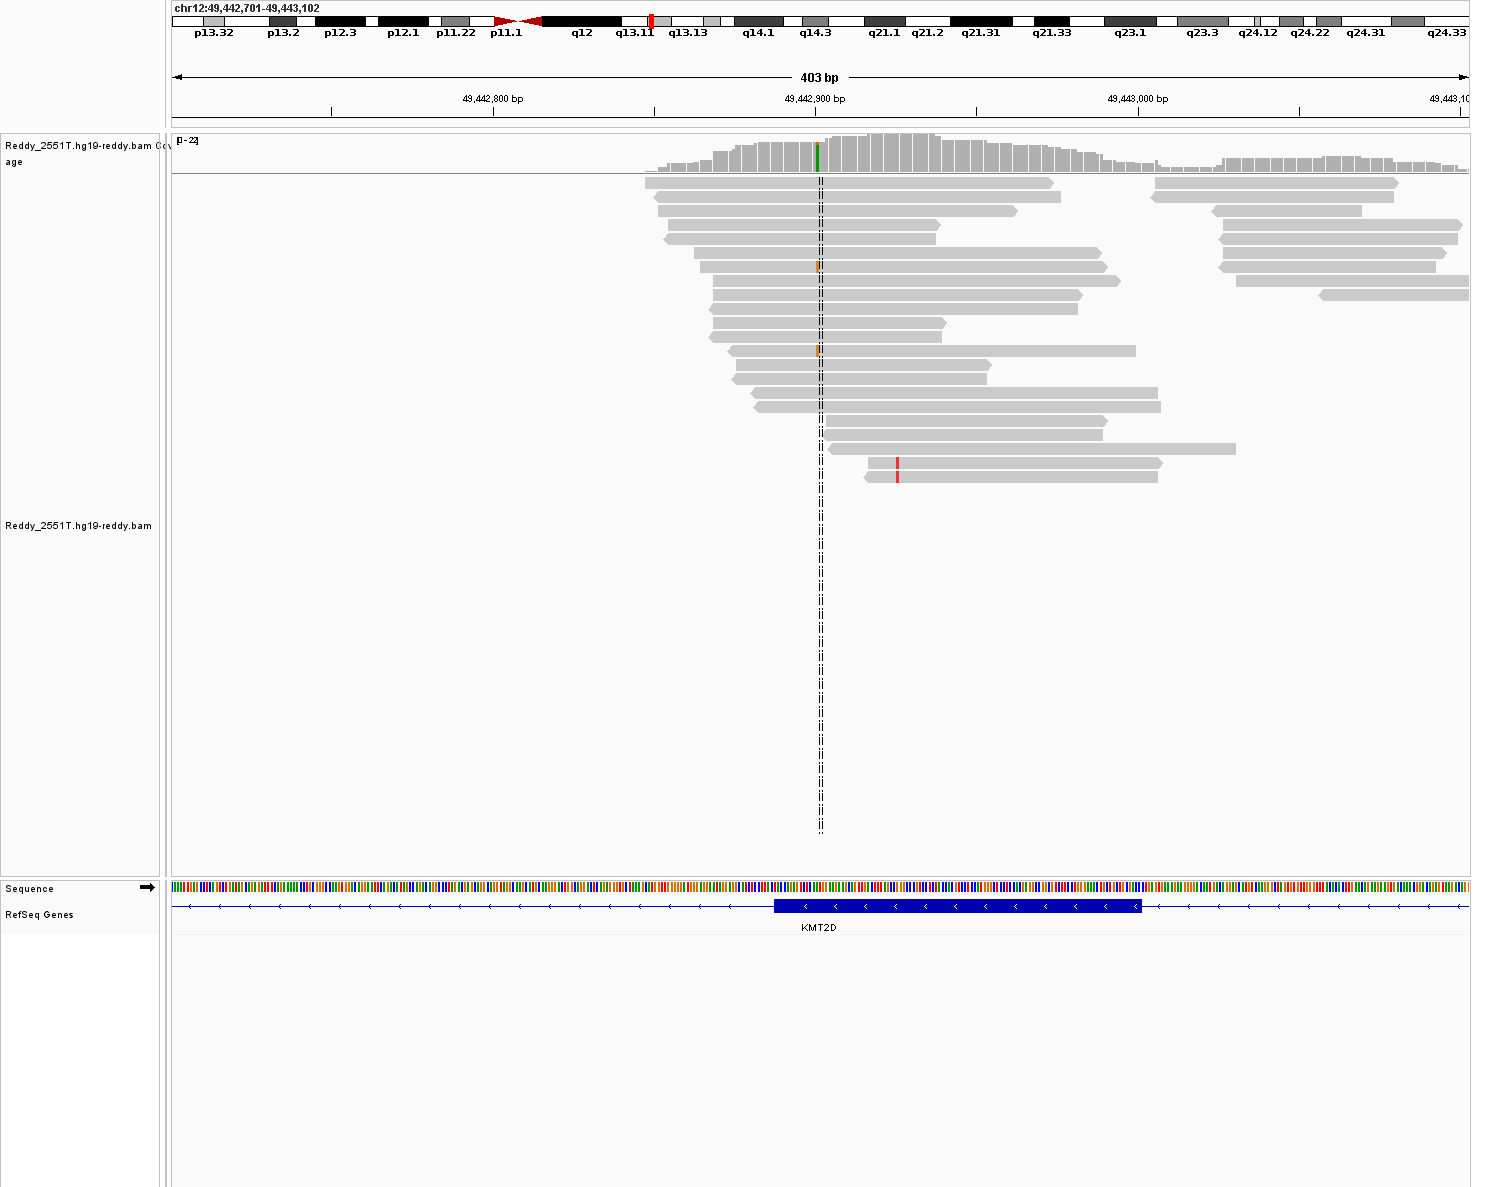 chr12:49,442,701-49,443,102
p13.32 p13.2 p12.3 p12.1 p11.22 p11.1 q12 q13.11 q13.13 q14.1 q14.3 q21.1 q21.2 q21.31 q21.33 q23.1 q23.3 q24.12 q24.22 q24.31 q24.33
403 bp
49,442,800 bp 49,442,900 bp 49,443,000 bp 49,443,10
Reddy_2551T.hg19-reddy.bam Cov
age
[0-22]
Reddy_2551T.hg19-reddy.bam
Sequence
RefSeq Genes
KMT2D